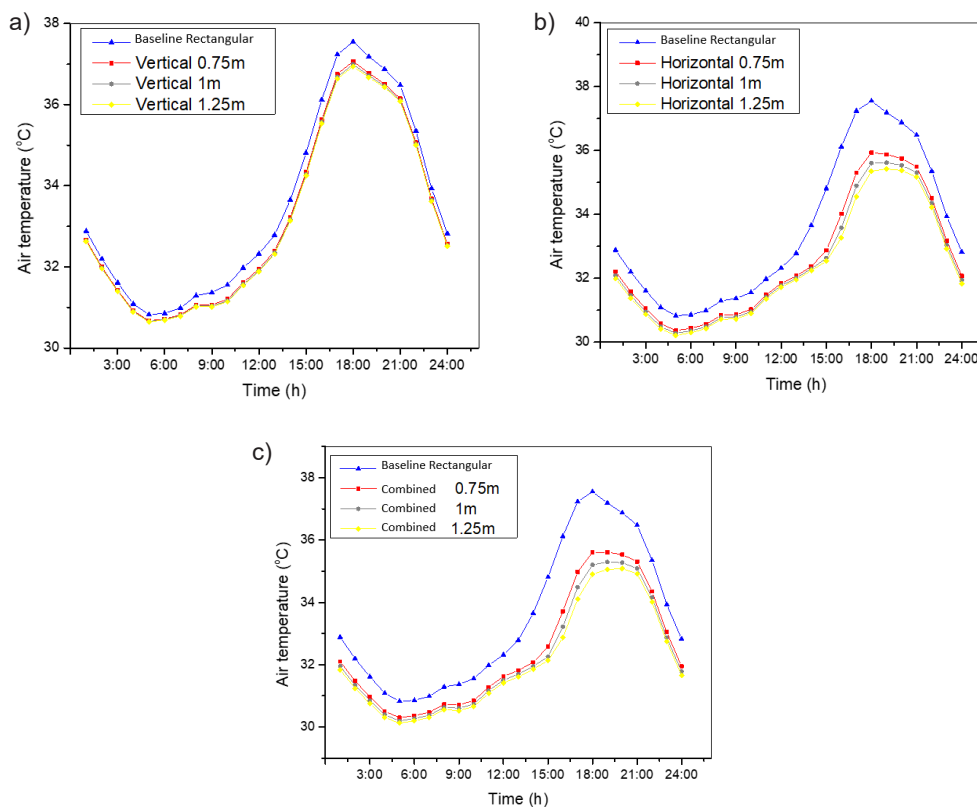 a)
Baseline Rectangular
Vertical 0.75m
Vertical 1m
Vertical 1.25m
38
36
34
32
30
Air temperature (°C)
3:00 6:00 9:00 12:00 15:00 18:00 21:00 24:00
Time (h)
b)
Baseline Rectangular
Horizontal 0.75m
Horizontal 1m
Horizontal 1.25m
40
38
36
34
32
30
Air temperature (°C)
3:00 6:00 9:00 12:00 15:00 18:00 21:00 24:00
Time (h)
c)
Baseline Rectangular
Combined 0.75m
Combined 1m
Combined 1.25m
38
36
34
32
30
Air temperature (°C)
3:00 6:00 9:00 12:00 15:00 18:00 21:00 24:00
Time (h)